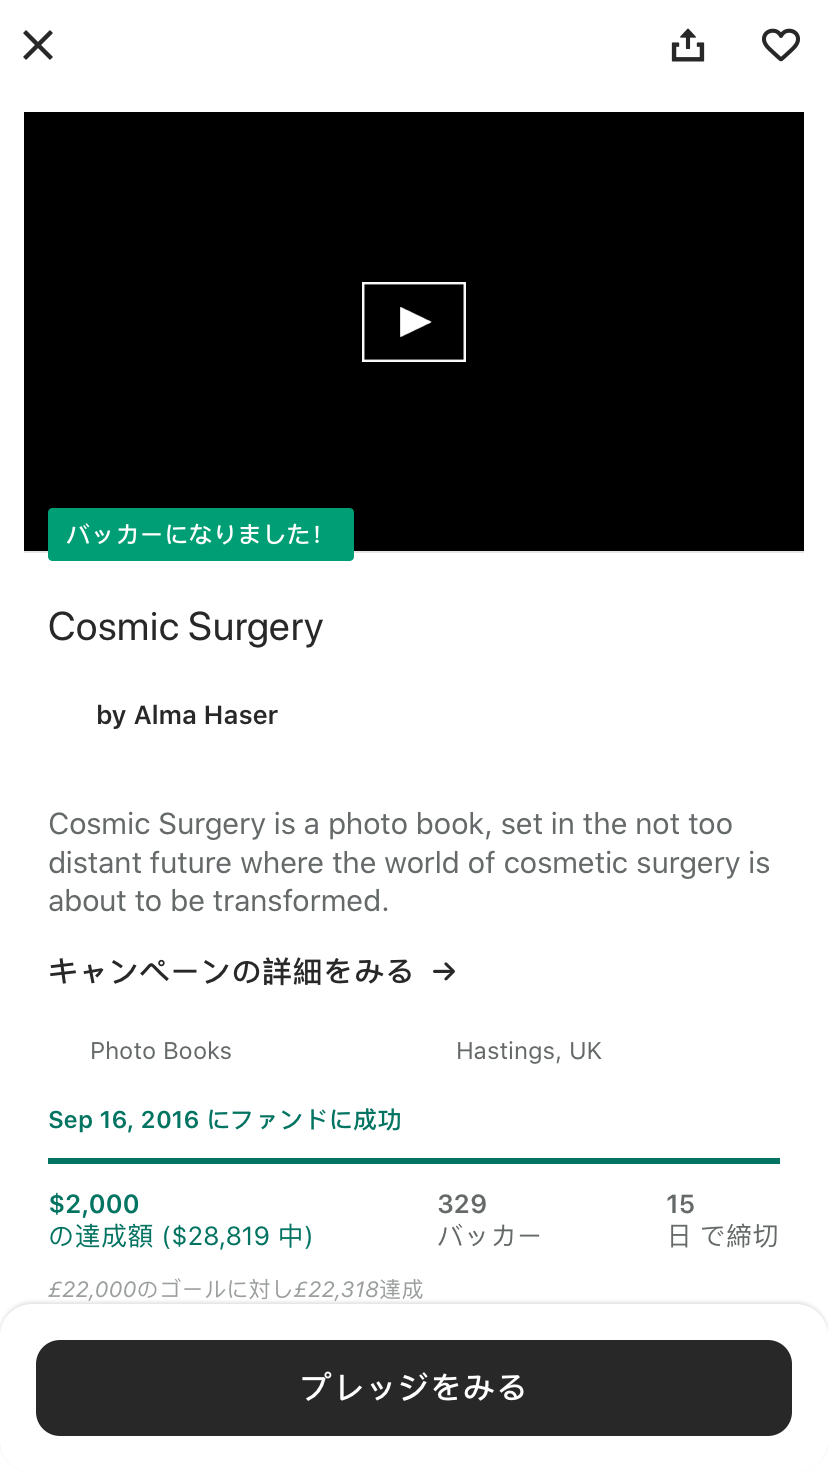 バッカーになりました!
Cosmic Surgery
by Alma Haser
Cosmic Surgery is a photo book, set in the not too
distant future where the world of cosmetic surgery is
about to be transformed.
キャンペーンの詳細をみる →
Photo Books
Hastings, UK
Sep 16, 2016 にファンドに成功
$2,000
の達成額 ($28,819 中)
329
バッカー
15
日 で締切
£22,000のゴールに対し£22,318達成
プレッジをみる